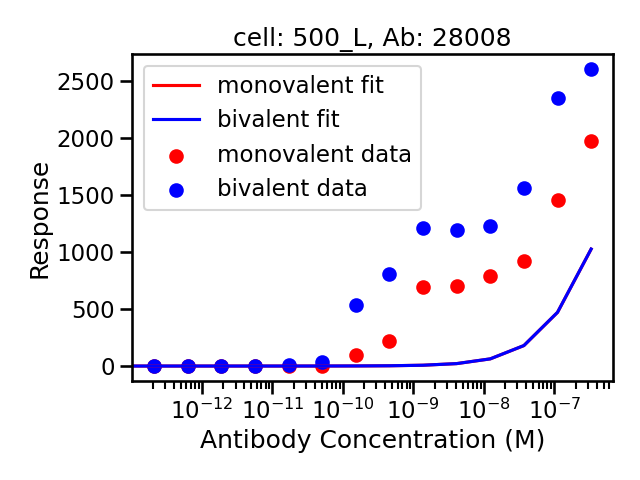 cell: 500_L, Ab: 28008
monovalent fit
bivalent fit
monovalent data
bivalent data
Response
2500
2000
1500
1000
500
0
10⁻¹² 10⁻¹¹ 10⁻¹⁰ 10⁻⁹ 10⁻⁸ 10⁻⁷
Antibody Concentration (M)